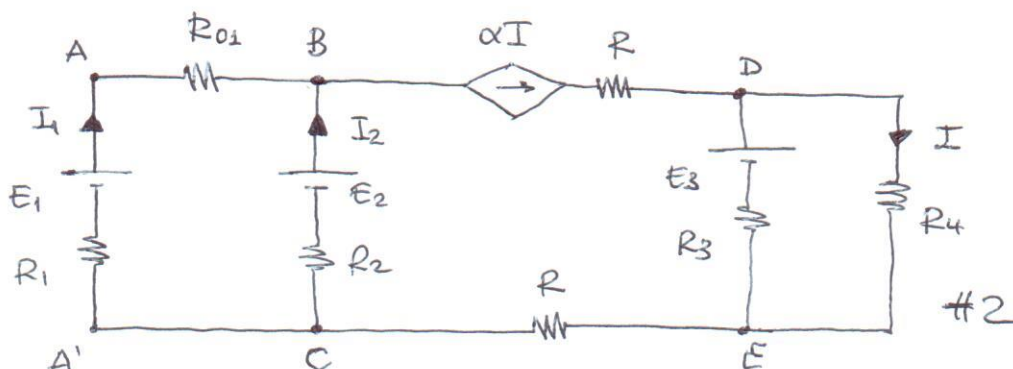 A R01 B αI R D
I1 I2 I
E1 E2 E3
R1 R2 R3 R4
R #2
A' C E